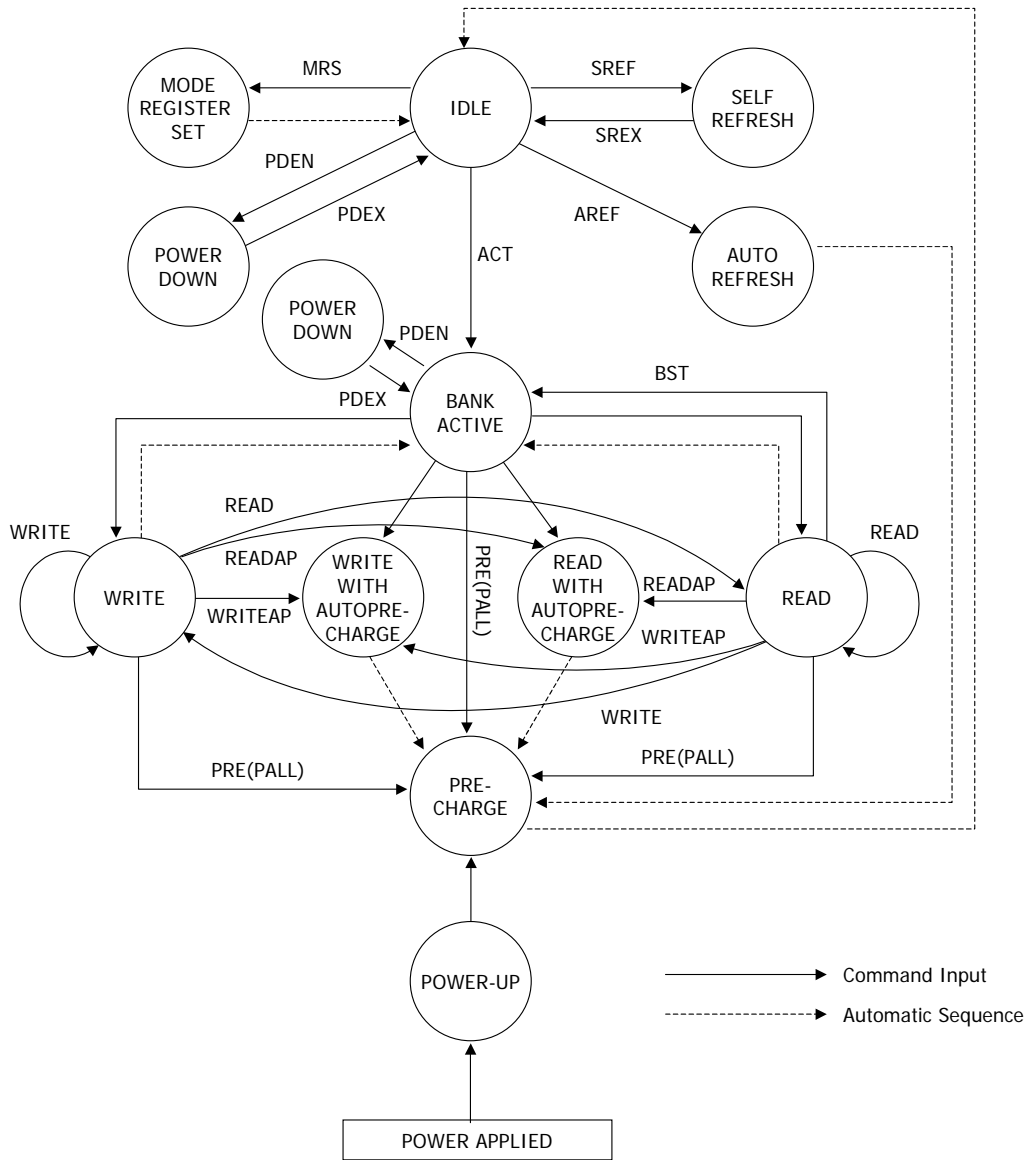 MRS
SREF
MODE
REGISTER
SET
IDLE
SELF
REFRESH
SREX
PDEN
PDEX
AREF
POWER
DOWN
ACT
AUTO
REFRESH
POWER
DOWN
PDEN
PDEX
BST
BANK
ACTIVE
READ
WRITE
READ
READAP
WRITE
WITH
AUTOPRE-
CHARGE
PRE(PALL)
READ
WITH
AUTOPRE-
CHARGE
READAP
WRITE
WRITEAP
WRITEAP
READ
WRITE
PRE(PALL)
PRE(PALL)
PRE-
CHARGE
POWER-UP
Command Input
Automatic Sequence
POWER APPLIED